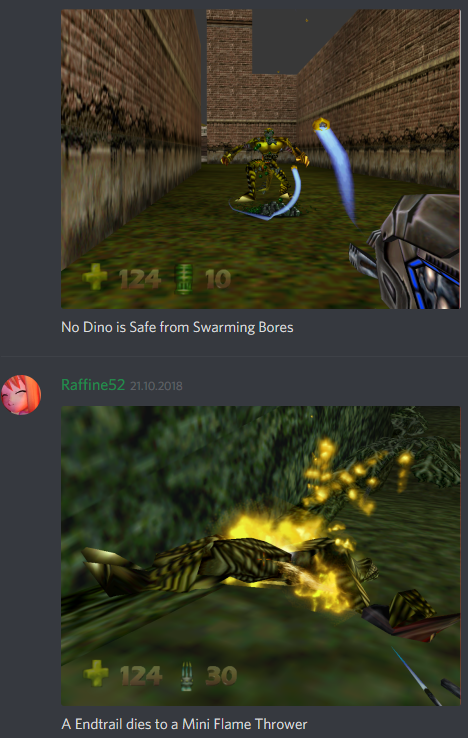 124 10
No Dino is Safe from Swarming Bores
Raffine52 21.10.2018
124 30
A Endtrail dies to a Mini Flame Thrower